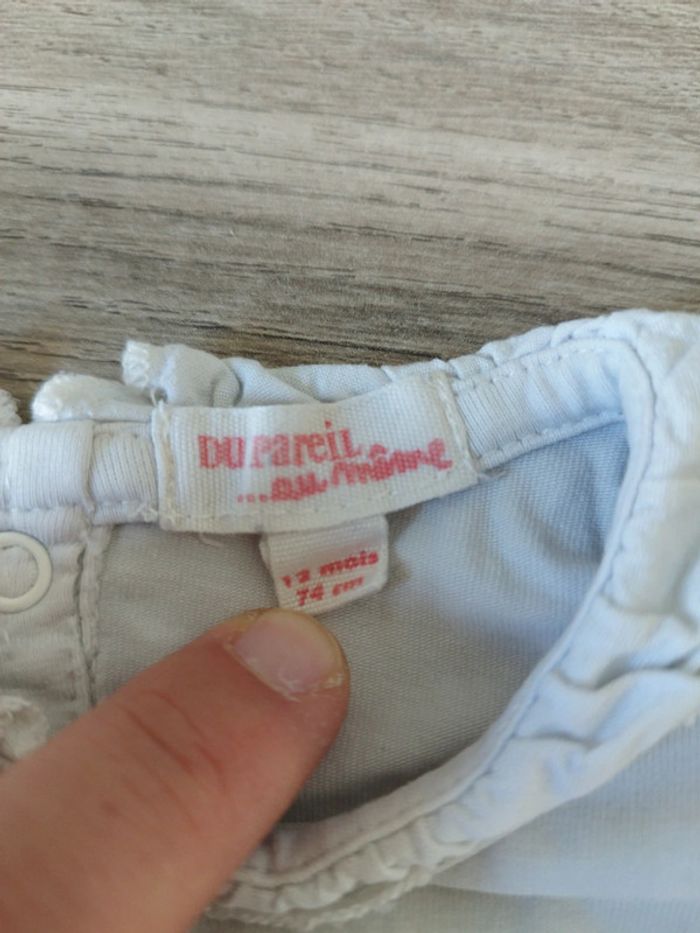 DU PAREIL
...au même
12 mois
74 cm